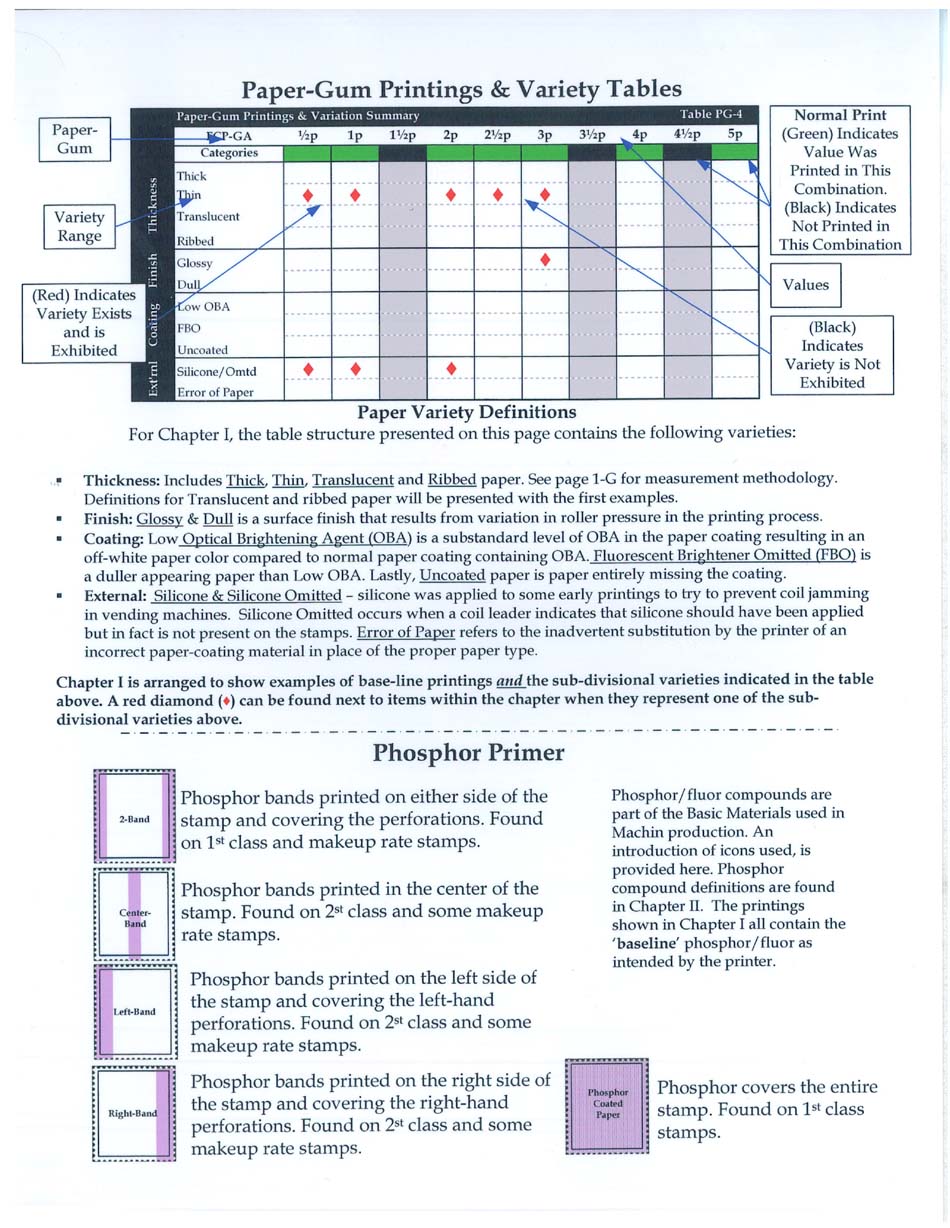 Paper-Gum Printings & Variety Tables
Paper-Gum Printings & Variation Summary Table PG-4
FCP-GA ½p 1p 1½p 2p 2½p 3p 3½p 4p 4½p 5p
Categories
Thickness
Thick
Thin
Translucent
Ribbed
Finish
Glossy
Dull
Coating
Low OBA
FBO
Uncoated
Ext'rnl
Silicone/Omtd
Error of Paper
Paper-
Gum
Variety
Range
(Red) Indicates
Variety Exists
and is
Exhibited
Normal Print
(Green) Indicates
Value Was
Printed in This
Combination.
(Black) Indicates
Not Printed in
This Combination
Values
(Black)
Indicates
Variety is Not
Exhibited
Paper Variety Definitions
For Chapter I, the table structure presented on this page contains the following varieties:
▪ Thickness: Includes Thick, Thin, Translucent and Ribbed paper. See page 1-G for measurement methodology.
Definitions for Translucent and ribbed paper will be presented with the first examples.
▪ Finish: Glossy & Dull is a surface finish that results from variation in roller pressure in the printing process.
▪ Coating: Low Optical Brightening Agent (OBA) is a substandard level of OBA in the paper coating resulting in an
off-white paper color compared to normal paper coating containing OBA. Fluorescent Brightener Omitted (FBO) is
a duller appearing paper than Low OBA. Lastly, Uncoated paper is paper entirely missing the coating.
▪ External: Silicone & Silicone Omitted – silicone was applied to some early printings to try to prevent coil jamming
in vending machines. Silicone Omitted occurs when a coil leader indicates that silicone should have been applied
but in fact is not present on the stamps. Error of Paper refers to the inadvertent substitution by the printer of an
incorrect paper-coating material in place of the proper paper type.
Chapter I is arranged to show examples of base-line printings and the sub-divisional varieties indicated in the table
above. A red diamond (♦) can be found next to items within the chapter when they represent one of the sub-
divisional varieties above.
Phosphor Primer
2-Band
Phosphor bands printed on either side of the
stamp and covering the perforations. Found
on 1st class and makeup rate stamps.
Center-
Band
Phosphor bands printed in the center of the
stamp. Found on 2st class and some makeup
rate stamps.
Left-Band
Phosphor bands printed on the left side of
the stamp and covering the left-hand
perforations. Found on 2st class and some
makeup rate stamps.
Right-Band
Phosphor bands printed on the right side of
the stamp and covering the right-hand
perforations. Found on 2st class and some
makeup rate stamps.
Phosphor/fluor compounds are
part of the Basic Materials used in
Machin production. An
introduction of icons used, is
provided here. Phosphor
compound definitions are found
in Chapter II. The printings
shown in Chapter I all contain the
'baseline' phosphor/fluor as
intended by the printer.
Phosphor
Coated
Paper
Phosphor covers the entire
stamp. Found on 1st class
stamps.